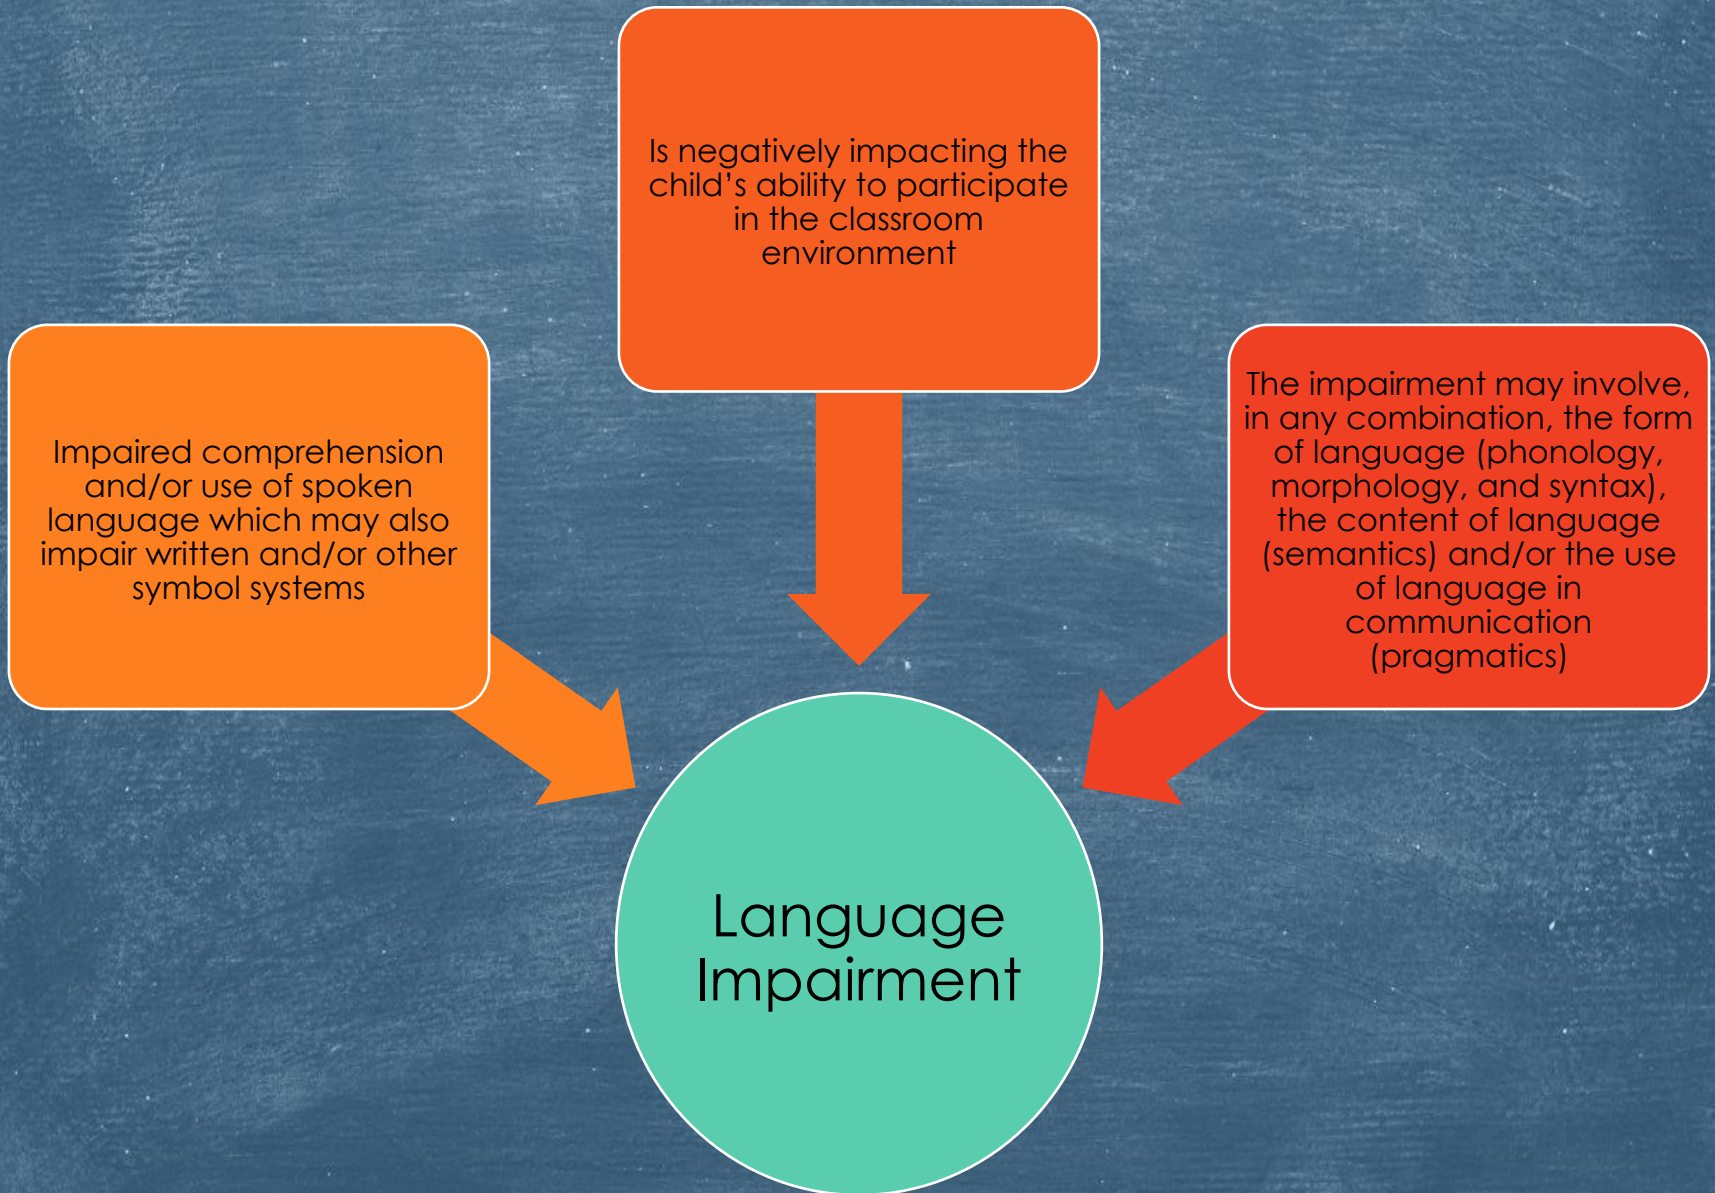 Is negatively impacting the
child’s ability to participate
in the classroom
environment
Impaired comprehension
and/or use of spoken
language which may also
impair written and/or other
symbol systems
The impairment may involve,
in any combination, the form
of language (phonology,
morphology, and syntax),
the content of language
(semantics) and/or the use
of language in
communication
(pragmatics)
Language
Impairment